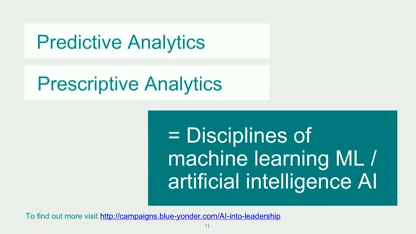 Predictive Analytics
Prescriptive Analytics
= Disciplines of
machine learning ML /
artificial intelligence AI
To find out more visit http://campaigns.blue-yonder.com/AI-into-leadership
11